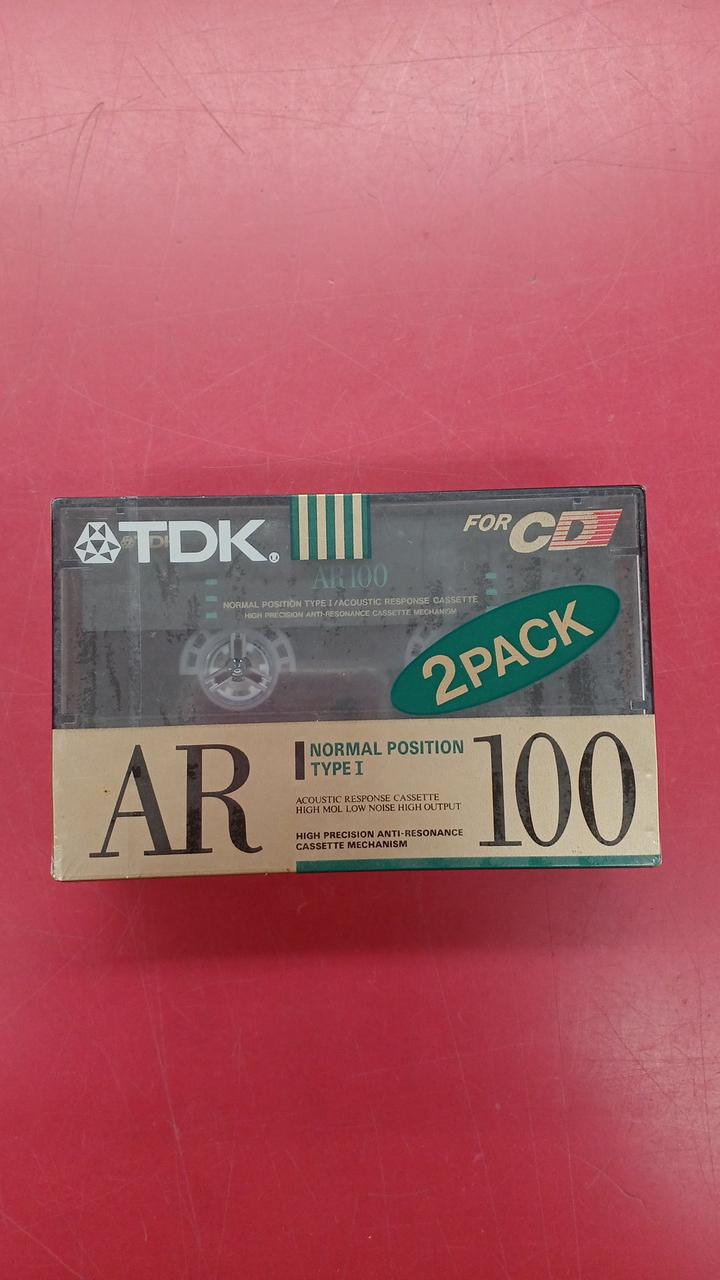 TDK
FOR CD
AR 100
NORMAL POSITION TYPE I/ACOUSTIC RESPONSE CASSETTE
HIGH PRECISION ANTI-RESONANCE CASSETTE MECHANISM
2PACK
AR
NORMAL POSITION
TYPE I
ACOUSTIC RESPONSE CASSETTE
HIGH MOL LOW NOISE HIGH OUTPUT
HIGH PRECISION ANTI-RESONANCE
CASSETTE MECHANISM
100